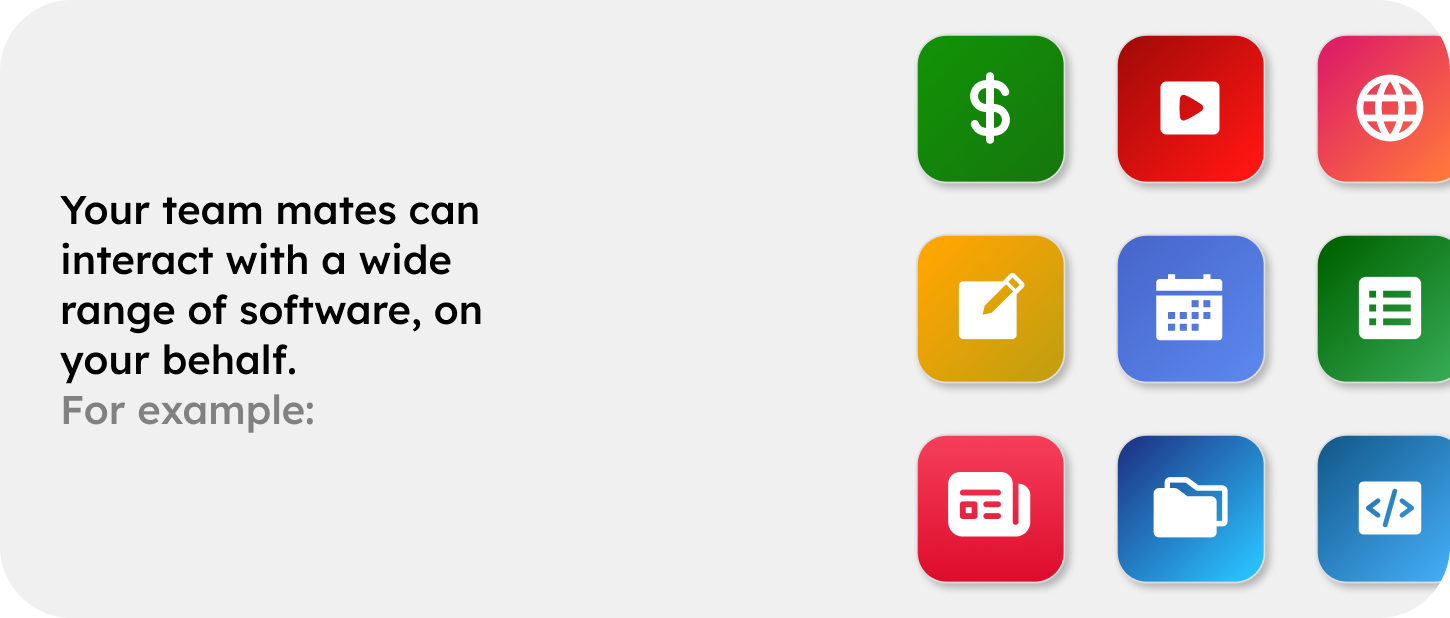 Your team mates can
interact with a wide
range of software, on
your behalf.
For example:
$
</>